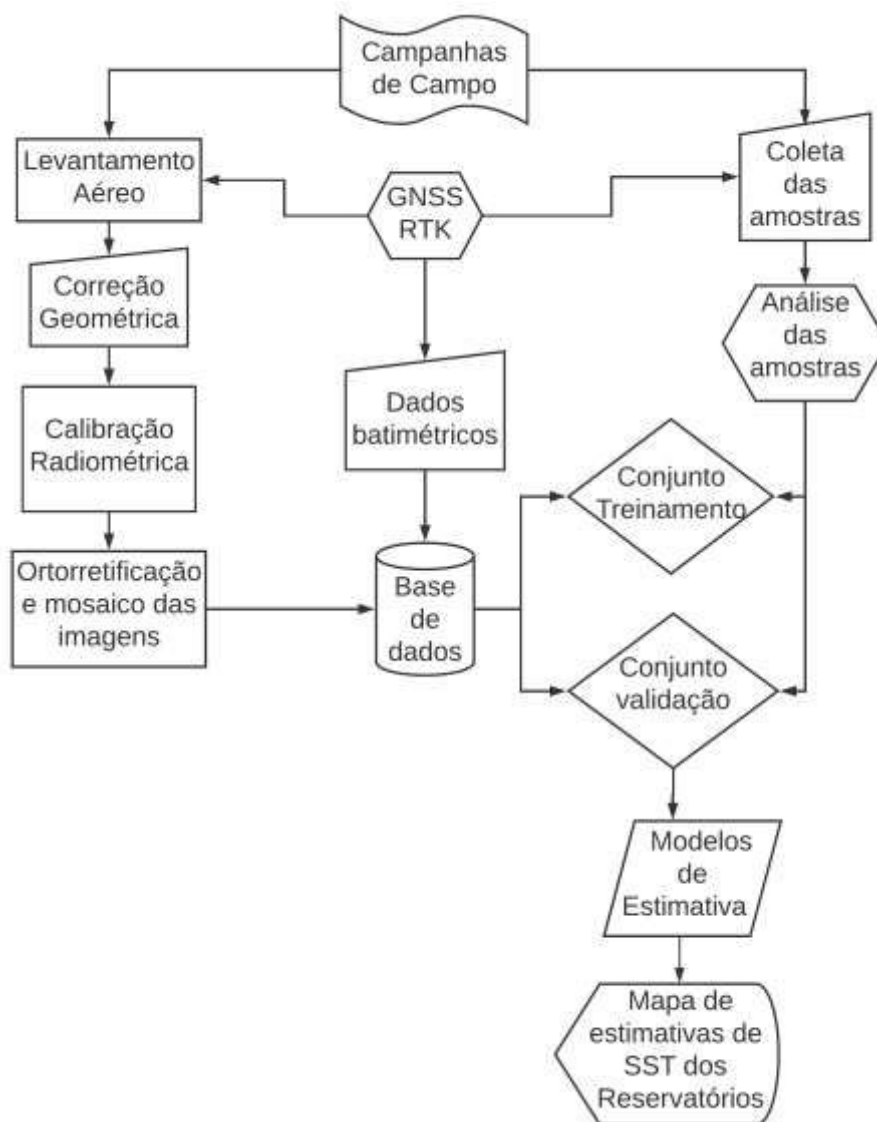 Campanhas
de Campo
Levantamento
Aéreo
GNSS
RTK
Coleta
das
amostras
Correção
Geométrica
Análise
das
amostras
Calibração
Radiométrica
Dados
batimétricos
Conjunto
Treinamento
Ortorretificação
e mosaico das
imagens
Base
de
dados
Conjunto
validação
Modelos
de
Estimativa
Mapa de
estimativas de
SST dos
Reservatórios